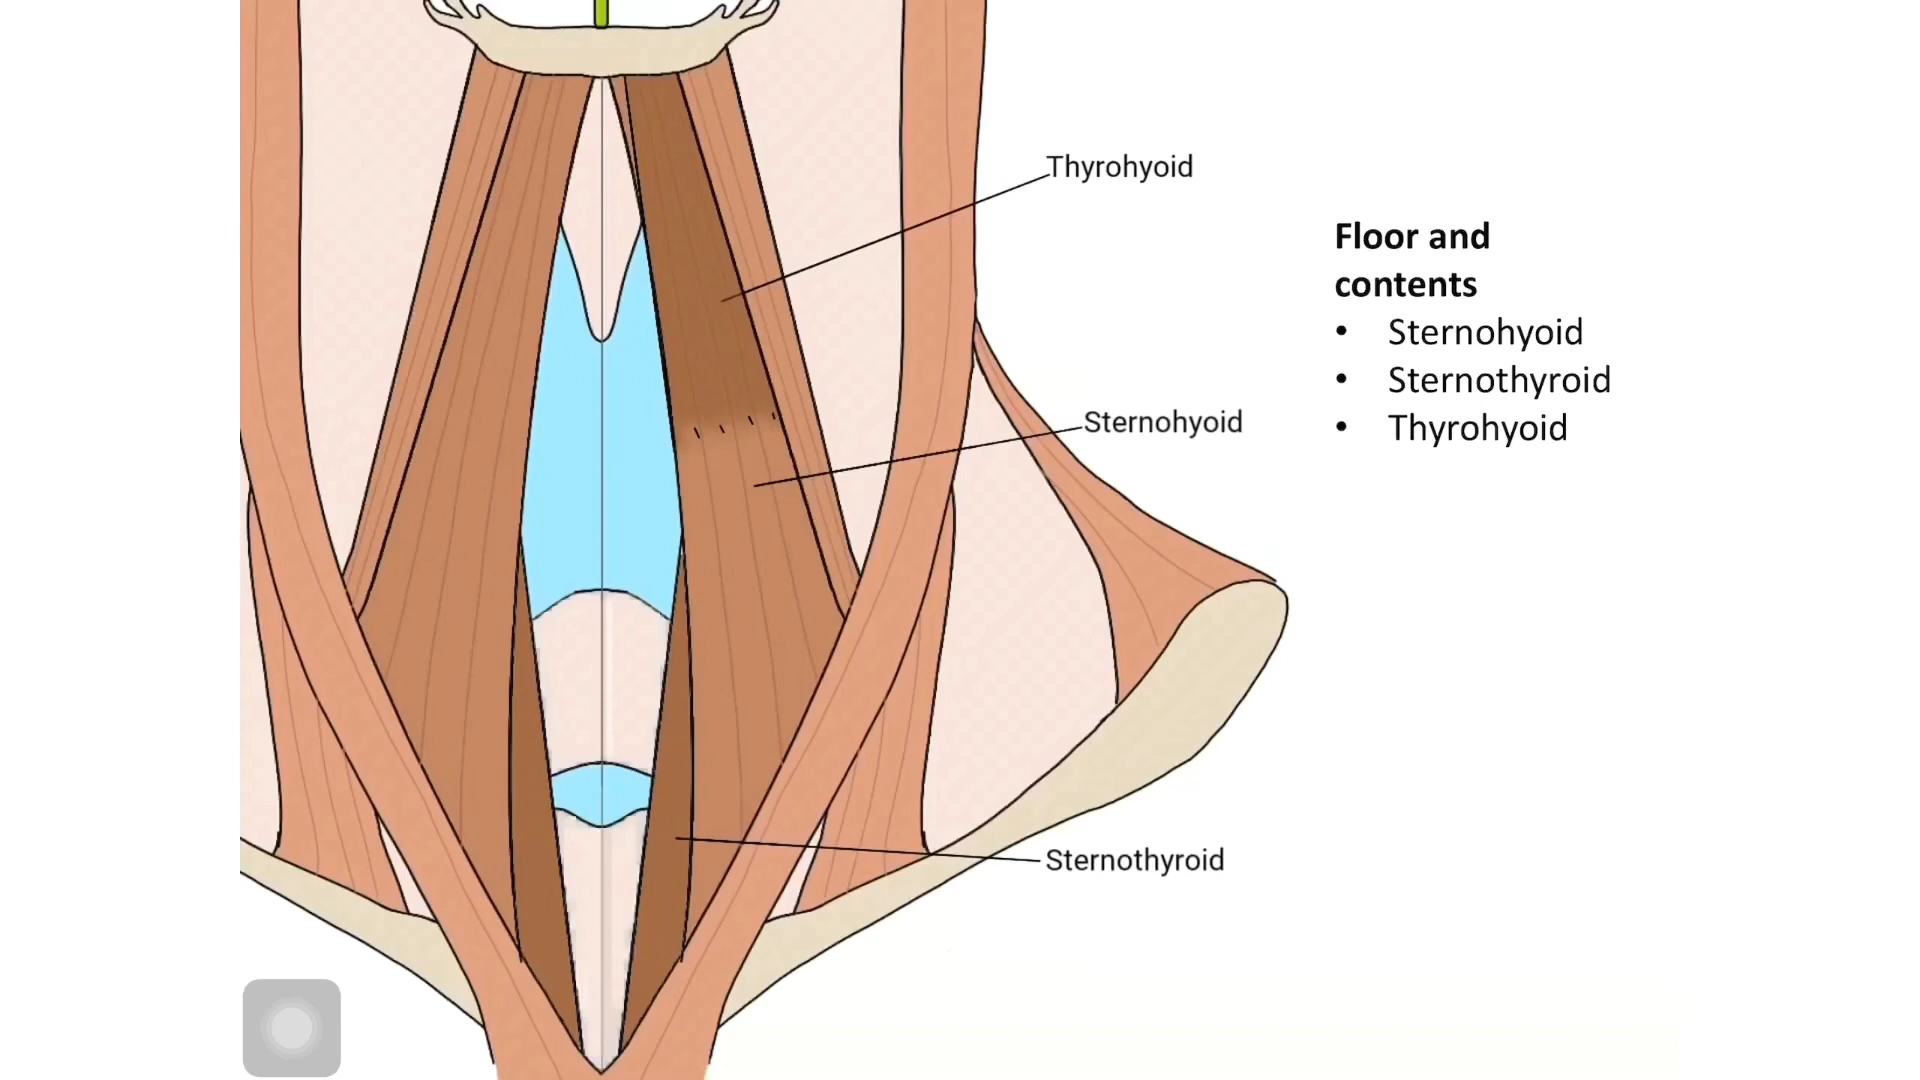 Thyrohyoid
Sternohyoid
Sternothyroid
Floor and
contents
• Sternohyoid
• Sternothyroid
• Thyrohyoid